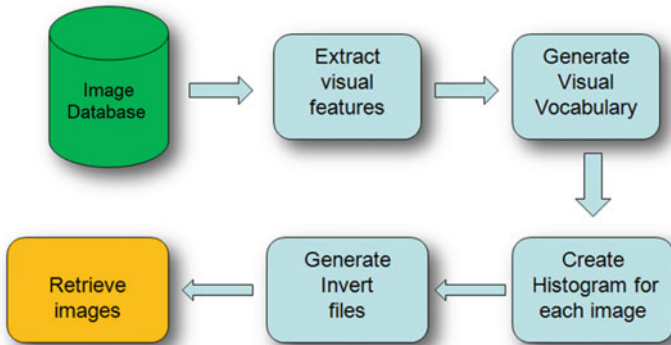 Image
Database
Extract
visual
features
Generate
Visual
Vocabulary
Create
Histogram for
each image
Generate
Invert
files
Retrieve
images